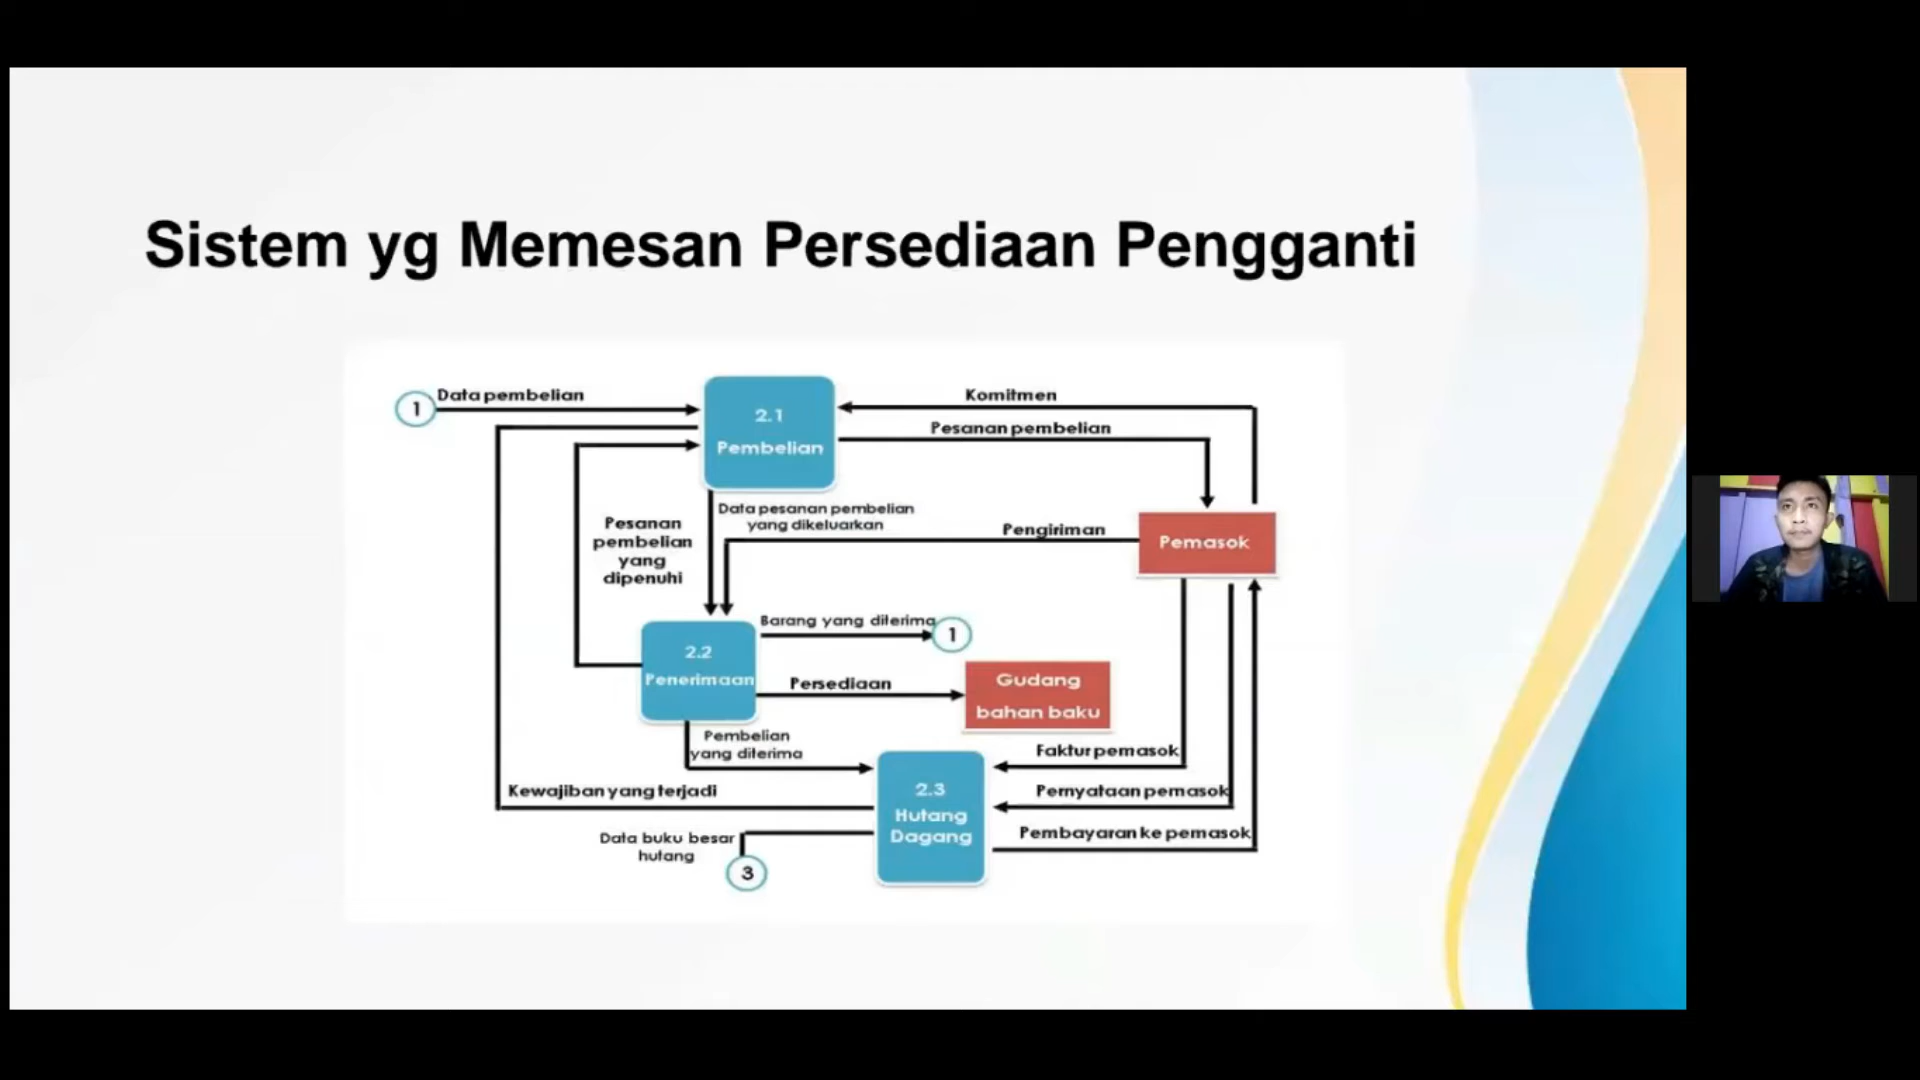 Sistem yg Memesan Persediaan Pengganti
1
Data pembelian
2.1
Pembelian
Komitmen
Pesanan pembelian
Pesanan
pembelian
yang
dipenuhi
Data pesanan pembelian
yang dikeluarkan
Pengiriman
Pemasok
2.2
Penerimaan
Barang yang diterima
1
Persediaan
Gudang
bahan baku
Pembelian
yang diterima
Faktur pemasok
2.3
Hutang
Dagang
Kewajiban yang terjadi
Pernyataan pemasok
Data buku besar
hutang
3
Pembayaran ke pemasok